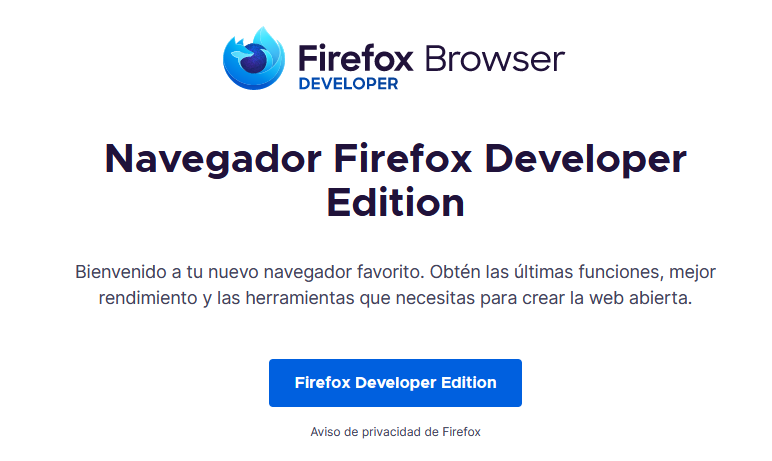 Firefox Browser
DEVELOPER
Navegador Firefox Developer
Edition
Bienvenido a tu nuevo navegador favorito. Obtén las últimas funciones, mejor
rendimiento y las herramientas que necesitas para crear la web abierta.
Firefox Developer Edition
Aviso de privacidad de Firefox